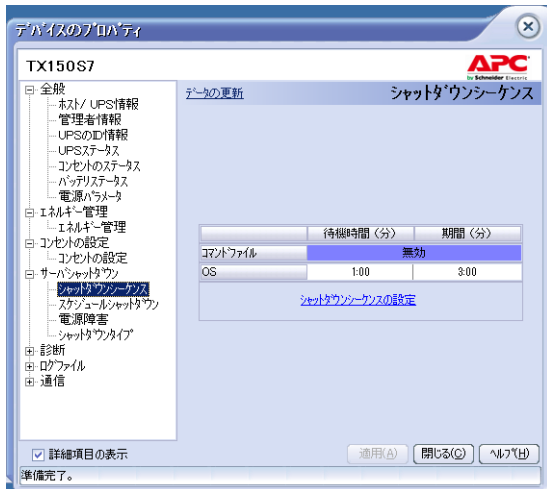 デバイスのプロパティ
TX150S7
APC
by Schneider Electric
全般
ホスト/ UPS情報
管理者情報
UPSのID情報
UPSステータス
コンセントのステータス
バッテリステータス
電源パラメータ
エネルギー管理
エネルギー管理
コンセントの設定
コンセントの設定
サーバシャットダウン
シャットダウンシーケンス
スケジュールシャットダウン
電源障害
シャットダウンタイプ
診断
ログファイル
通信
データの更新
シャットダウンシーケンス
待機時間（分） 期間（分）
コマンドファイル 無効
OS 1:00 3:00
シャットダウンシーケンスの設定
詳細項目の表示
適用(A) 閉じる(C) ヘルプ(H)
準備完了。